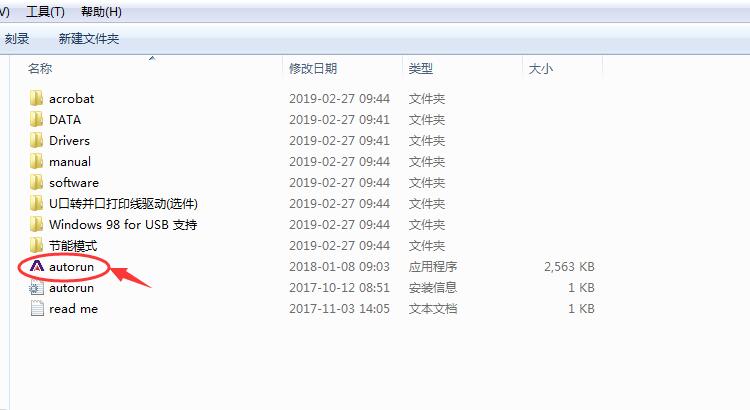 V) 工具(T) 帮助(H)
刻录 新建文件夹
名称 修改日期 类型 大小
acrobat 2019-02-27 09:44 文件夹
DATA 2019-02-27 09:41 文件夹
Drivers 2019-02-27 09:41 文件夹
manual 2019-02-27 09:44 文件夹
software 2019-02-27 09:44 文件夹
U口转并口打印线驱动(选件) 2019-02-27 09:44 文件夹
Windows 98 for USB 支持 2019-02-27 09:44 文件夹
节能模式 2019-02-27 09:44 文件夹
autorun 2018-01-08 09:03 应用程序 2,563 KB
autorun 2017-10-12 08:51 安装信息 1 KB
read me 2017-11-03 14:05 文本文档 1 KB